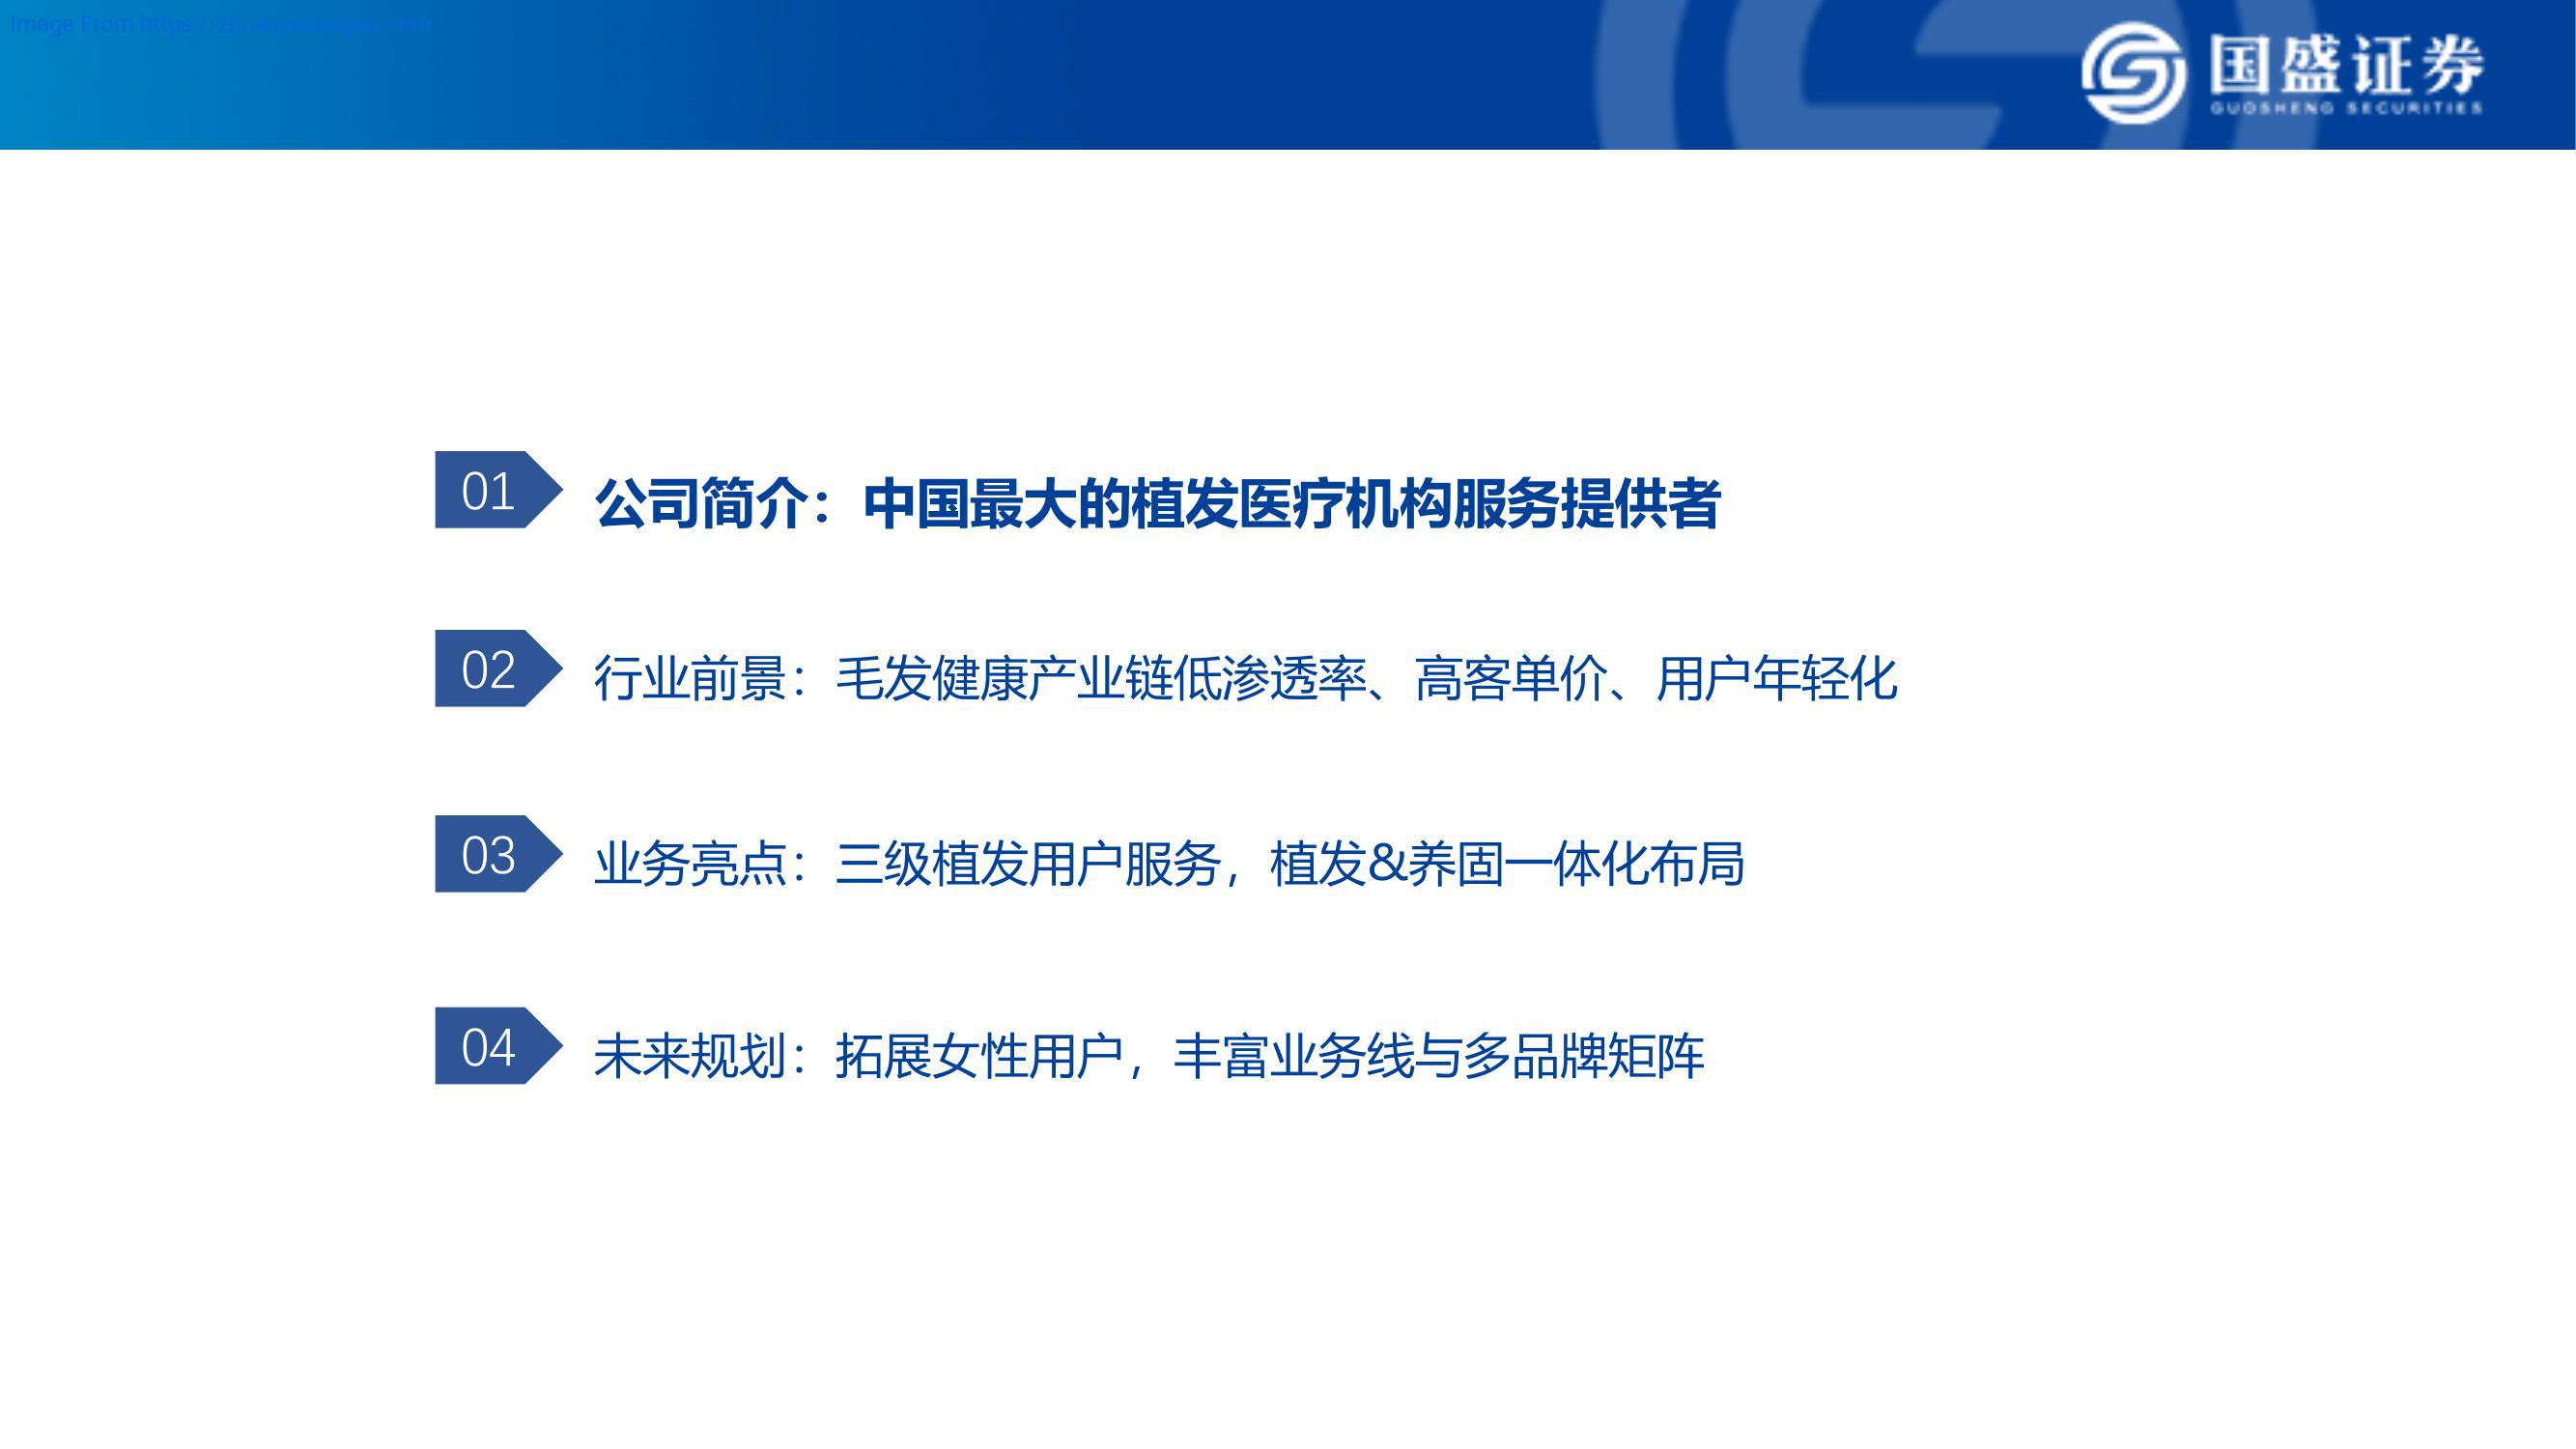 Image From https://
国盛证券
GUOSHENG SECURITIES
01 公司简介：中国最大的植发医疗机构服务提供者
02 行业前景：毛发健康产业链低渗透率、高客单价、用户年轻化
03 业务亮点：三级植发用户服务，植发&养固一体化布局
04 未来规划：拓展女性用户，丰富业务线与多品牌矩阵